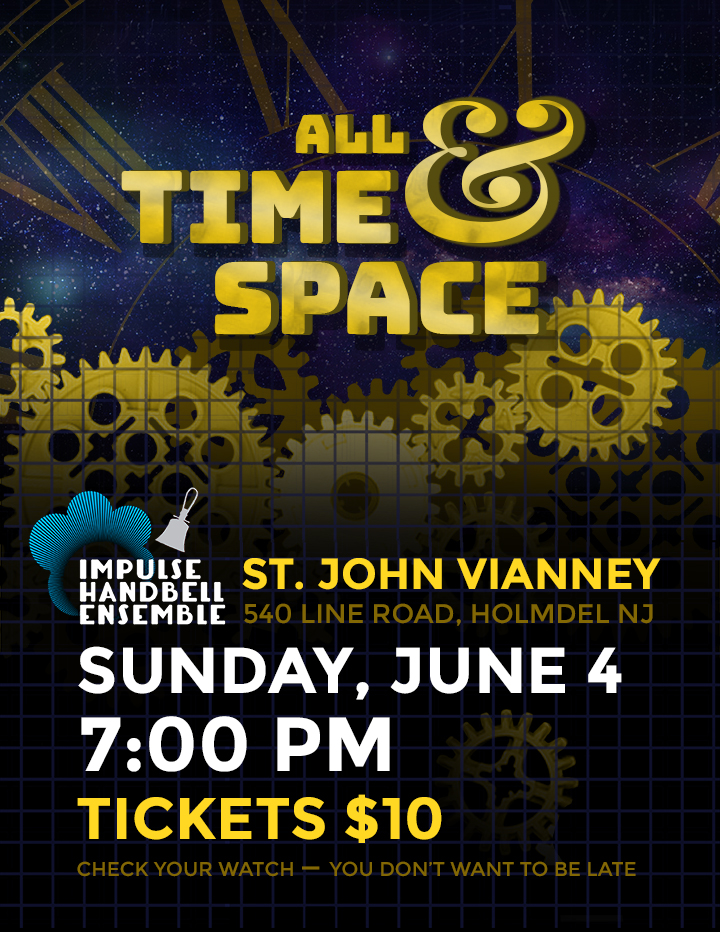 ALL &
TIME
SPACE
IMPULSE
HANDBELL
ENSEMBLE
ST. JOHN VIANNEY
540 LINE ROAD, HOLMDEL NJ
SUNDAY, JUNE 4
7:00 PM
TICKETS $10
CHECK YOUR WATCH — YOU DON'T WANT TO BE LATE